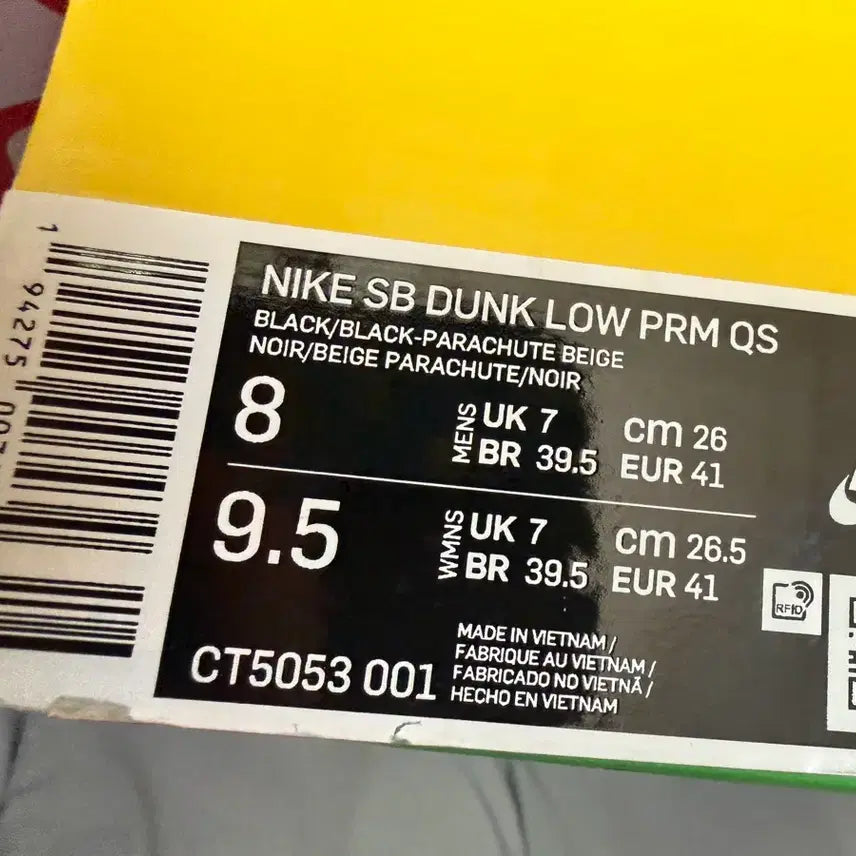 NIKE SB DUNK LOW PRM QS
BLACK/BLACK-PARACHUTE BEIGE
NOIR/BEIGE PARACHUTE/NOIR
8
MENS
UK 7
cm 26
BR 39.5
EUR 41
9.5
WMNS
UK 7
cm 26.5
BR 39.5
EUR 41
RFID
CT5053 001
MADE IN VIETNAM /
FABRIQUE AU VIETNAM /
FABRICADO NO VIETNÃ /
HECHO EN VIETNAM
1 94275